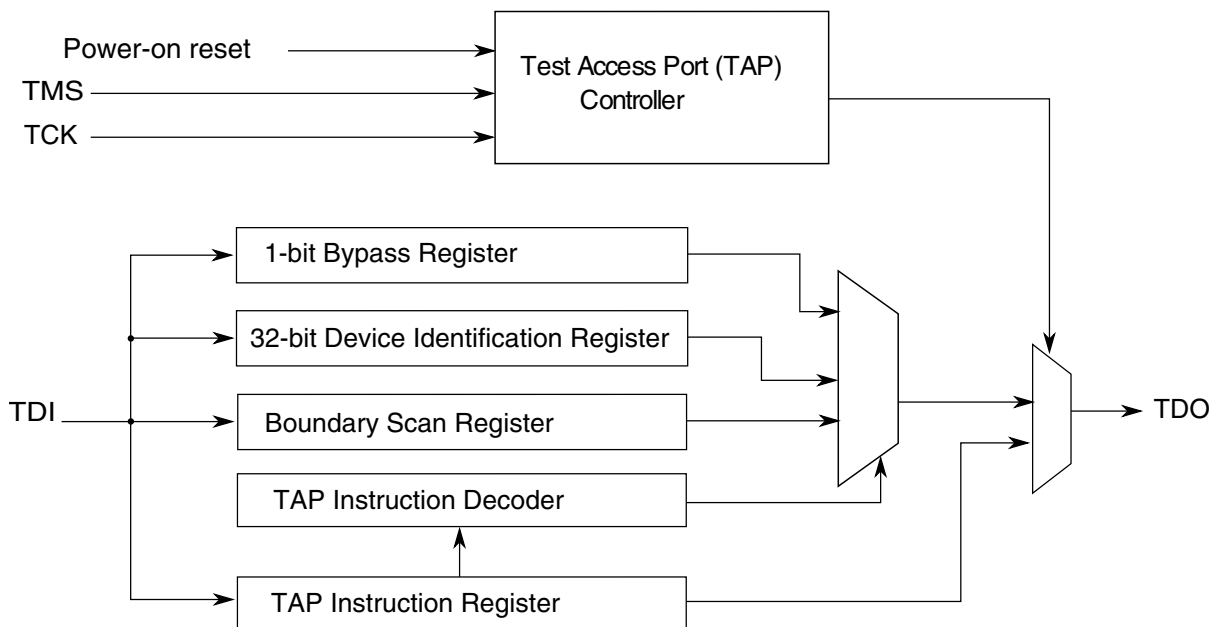 Power-on reset
TMS
TCK
Test Access Port (TAP)
Controller
1-bit Bypass Register
32-bit Device Identification Register
TDI
Boundary Scan Register
TDO
TAP Instruction Decoder
TAP Instruction Register